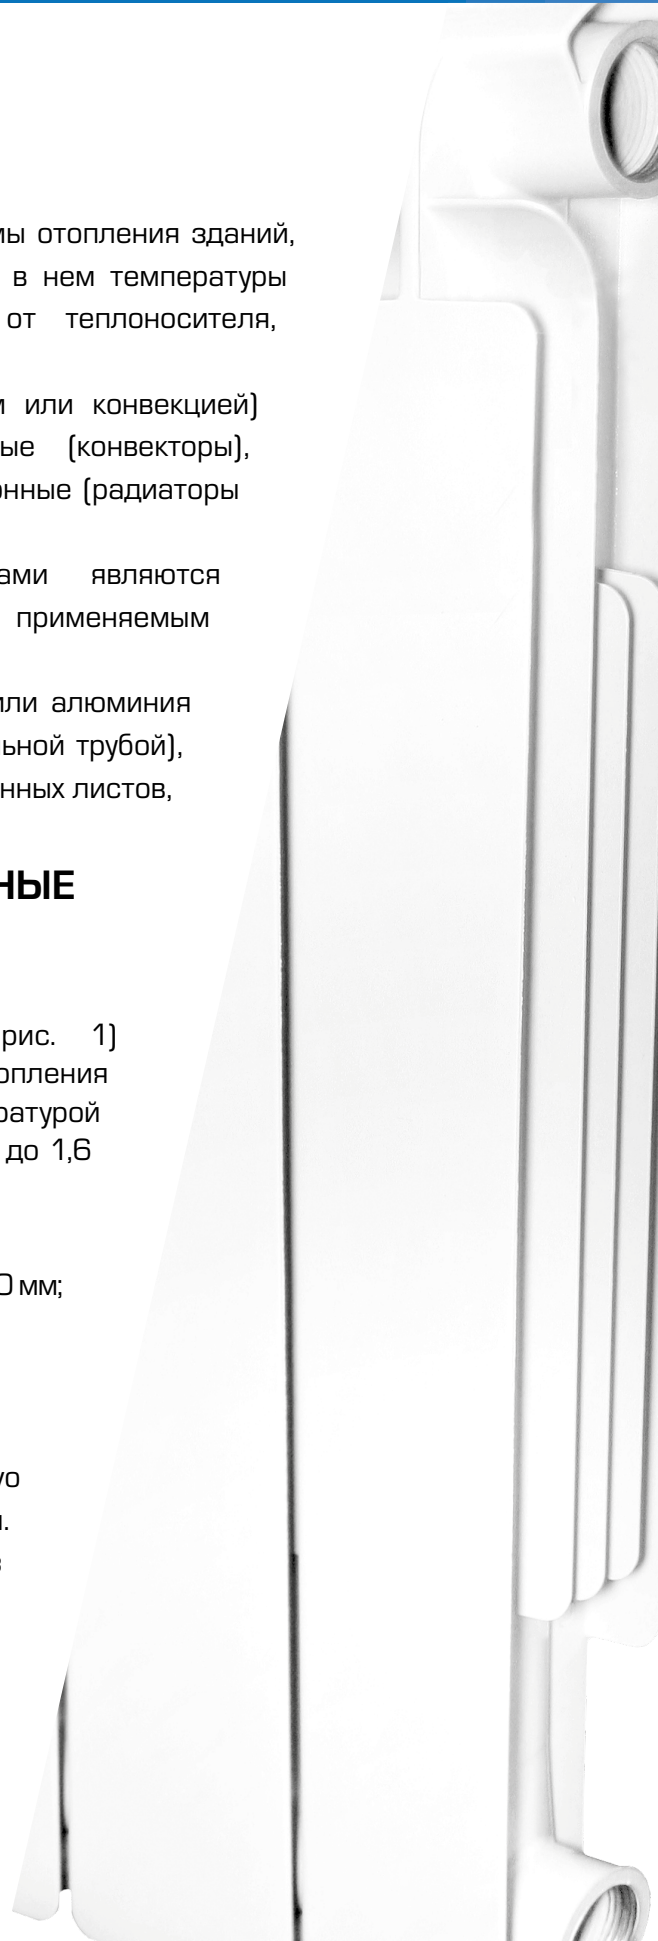 мы отопления зданий,
в нем температуры
от теплоносителя,
или конвекцией)
ые (конвекторы),
онные (радиаторы
ами являются
применяемым
или алюминия
ьной трубой),
нных листов,
НЫЕ
рис. 1)
опления
ратурой
до 1,6
0 мм;